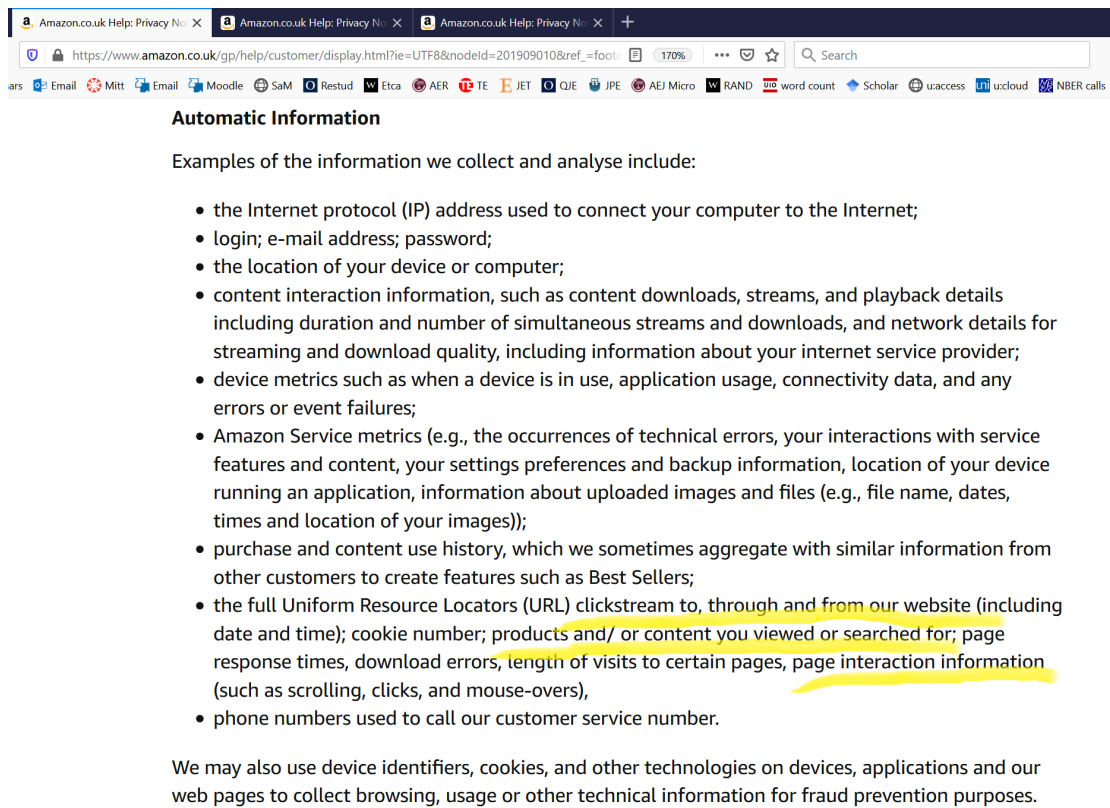 Amazon.co.uk Help: Privacy No
Amazon.co.uk Help: Privacy No
Amazon.co.uk Help: Privacy No
https://www.amazon.co.uk/gp/help/customer/display.html?ie=UTF8&nodeId=201909010&ref_=foot 170% Search
ars Email Mitt Email Moodle SaM Restud Etca AER TE JET QJE JPE AEJ Micro RAND word count Scholar u:access u:cloud NBER calls
Automatic Information
Examples of the information we collect and analyse include:
• the Internet protocol (IP) address used to connect your computer to the Internet;
• login; e-mail address; password;
• the location of your device or computer;
• content interaction information, such as content downloads, streams, and playback details
including duration and number of simultaneous streams and downloads, and network details for
streaming and download quality, including information about your internet service provider;
• device metrics such as when a device is in use, application usage, connectivity data, and any
errors or event failures;
• Amazon Service metrics (e.g., the occurrences of technical errors, your interactions with service
features and content, your settings preferences and backup information, location of your device
running an application, information about uploaded images and files (e.g., file name, dates,
times and location of your images));
• purchase and content use history, which we sometimes aggregate with similar information from
other customers to create features such as Best Sellers;
• the full Uniform Resource Locators (URL) clickstream to, through and from our website (including
date and time); cookie number; products and/ or content you viewed or searched for; page
response times, download errors, length of visits to certain pages, page interaction information
(such as scrolling, clicks, and mouse-overs),
• phone numbers used to call our customer service number.
We may also use device identifiers, cookies, and other technologies on devices, applications and our
web pages to collect browsing, usage or other technical information for fraud prevention purposes.